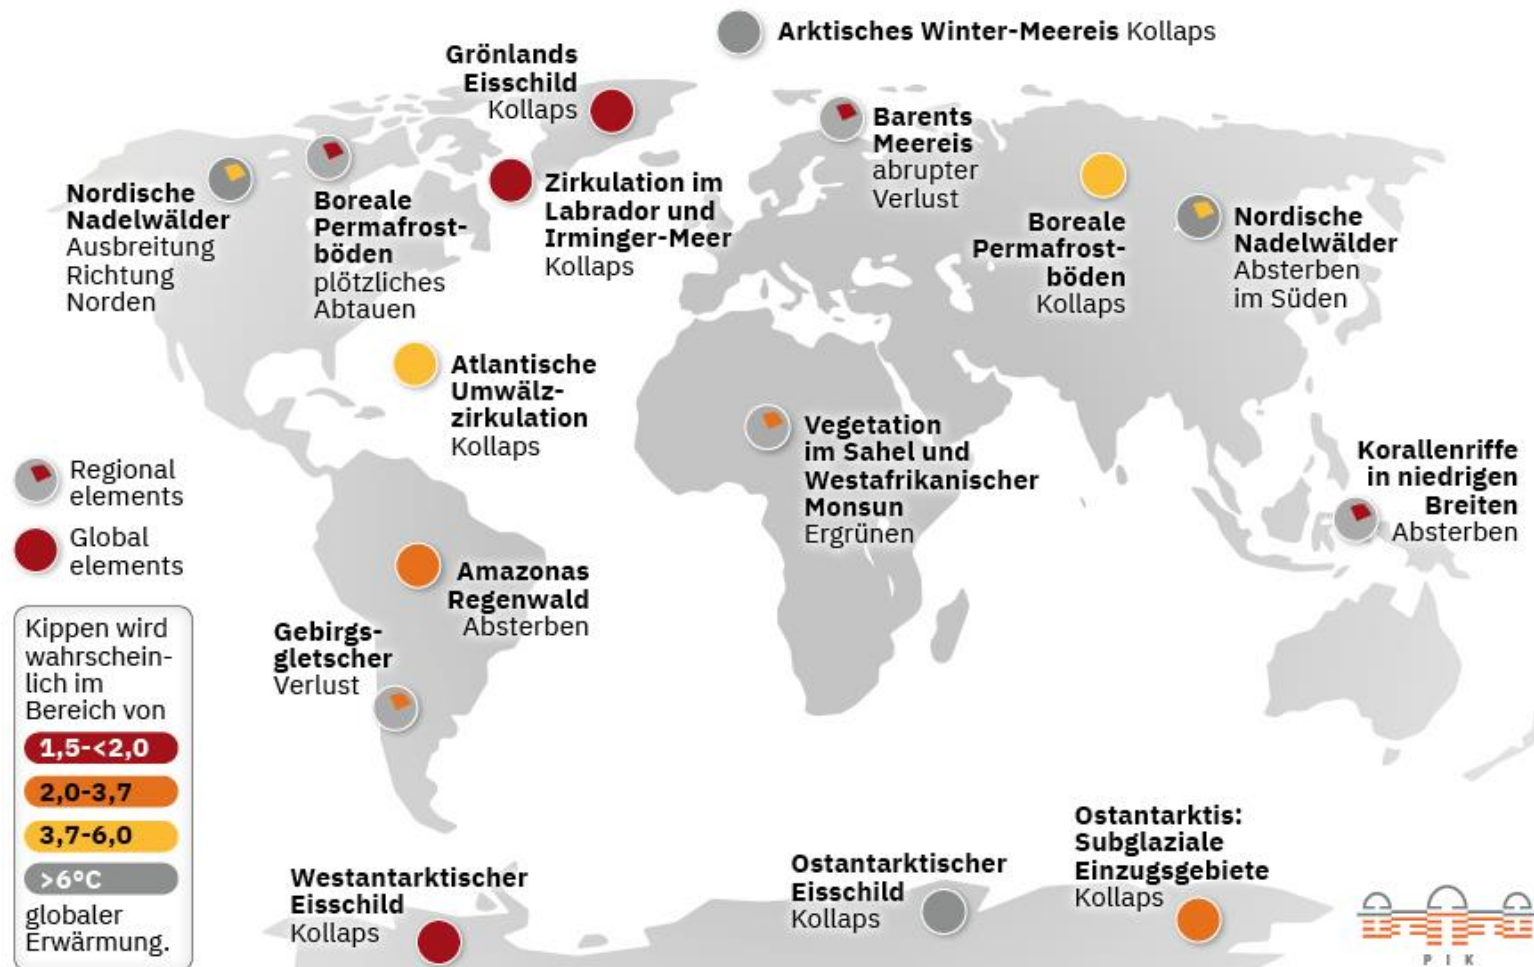 Arktisches Winter-Meereis Kollaps
Grönlands
Eisschild
Kollaps
Barents
Meereis
abrupter
Verlust
Nordische
Nadelwälder
Ausbreitung
Richtung
Norden
Boreale
Permafrost-
böden
plötzliches
Abtauen
Zirkulation im
Labrador und
Irminger-Meer
Kollaps
Boreale
Permafrost-
böden
Kollaps
Nordische
Nadelwälder
Absterben
im Süden
Atlantische
Umwälz-
zirkulation
Kollaps
Vegetation
im Sahel und
Westafrikanischer
Monsun
Ergrünen
Korallenriffe
in niedrigen
Breiten
Absterben
Regional
elements
Global
elements
Amazonas
Regenwald
Absterben
Gebirgs-
gletscher
Verlust
Kippen wird
wahrschein-
lich im
Bereich von
1,5-<2,0
2,0-3,7
3,7-6,0
>6°C
globaler
Erwärmung.
Westantarktischer
Eisschild
Kollaps
Ostantarktischer
Eisschild
Kollaps
Ostantarktis:
Subglaziale
Einzugsgebiete
Kollaps
PIK